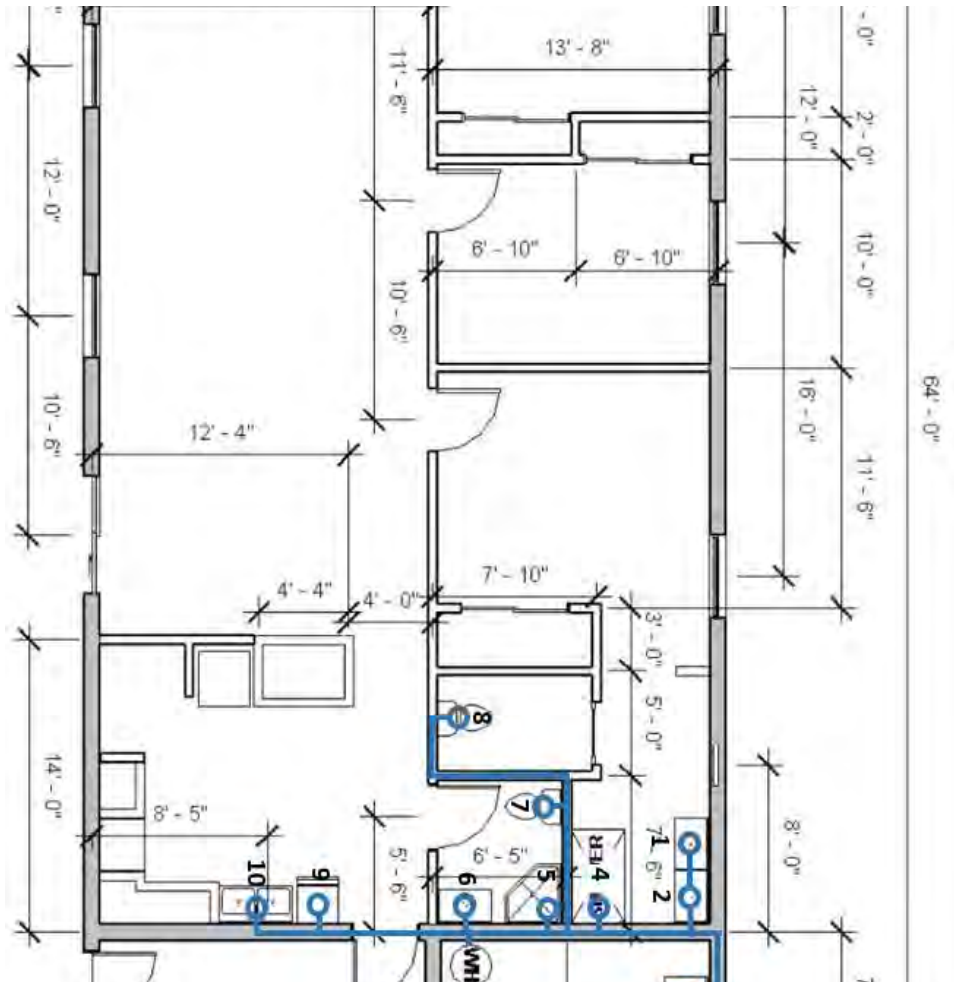 13' - 8"
11' - 6"
12' - 0"
2' - 0"
12' - 0"
6' - 10"
6' - 10"
10' - 0"
10' - 6"
64' - 0"
12' - 4"
10' - 6"
16' - 0"
11' - 6"
7' - 10"
4' - 4"
4' - 0"
3' - 0"
8
5' - 0"
14' - 0"
8' - 5"
7
1
8' - 0"
6' - 5"
5' - 6"
10
9
6
5
4
2
WH